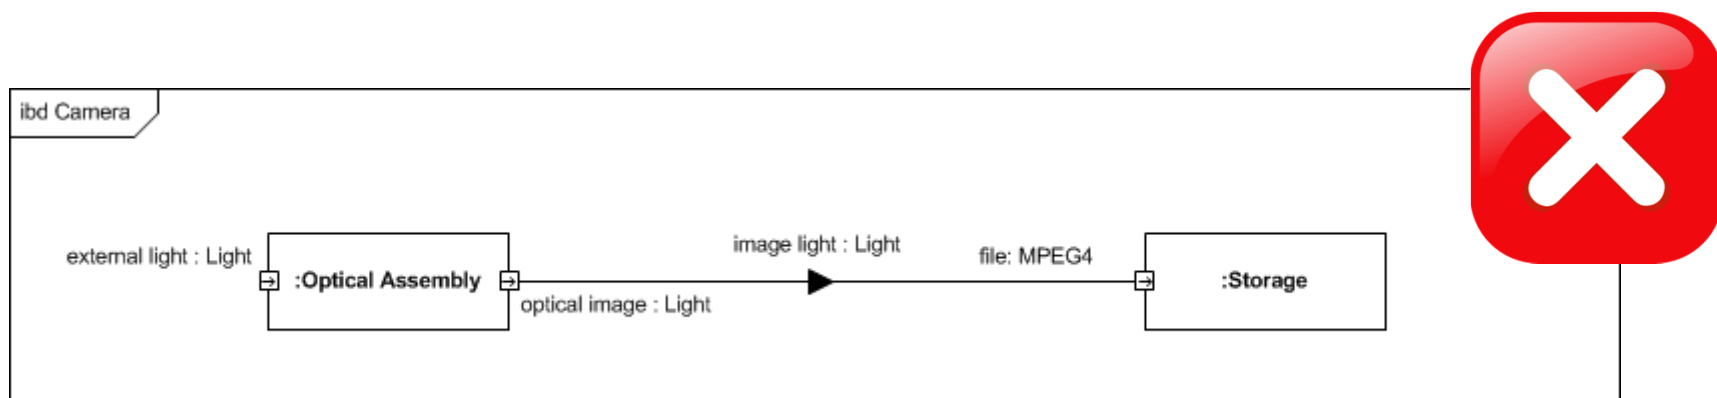 ibd Camera
external light : Light
:Optical Assembly
optical image : Light
image light : Light
file: MPEG4
:Storage